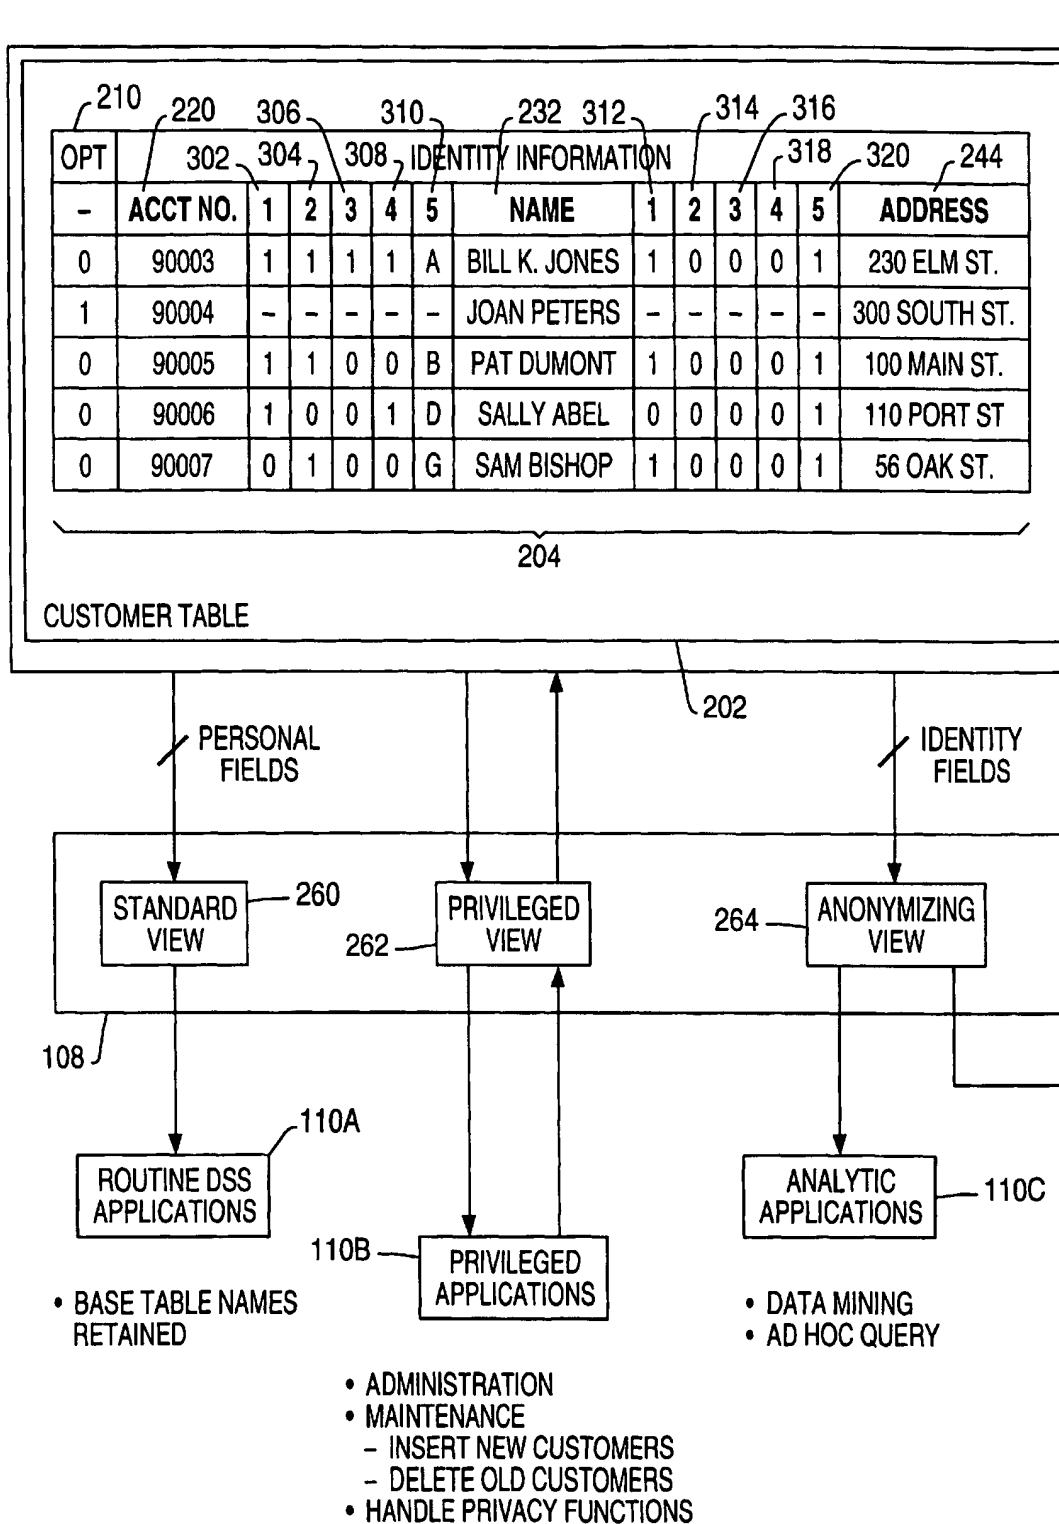 210 220 306 310 232 312 314 316
OPT 302 304 308 IDENTITY INFORMATION 318 320 244
– ACCT NO. 1 2 3 4 5 NAME 1 2 3 4 5 ADDRESS
0 90003 1 1 1 1 A BILL K. JONES 1 0 0 0 1 230 ELM ST.
1 90004 – – – – – JOAN PETERS – – – – – 300 SOUTH ST.
0 90005 1 1 0 0 B PAT DUMONT 1 0 0 0 1 100 MAIN ST.
0 90006 1 0 0 1 D SALLY ABEL 0 0 0 0 1 110 PORT ST
0 90007 0 1 0 0 G SAM BISHOP 1 0 0 0 1 56 OAK ST.
204
CUSTOMER TABLE
202
PERSONAL
FIELDS
IDENTITY
FIELDS
STANDARD
VIEW
260
PRIVILEGED
VIEW
262
ANONYMIZING
VIEW
264
108
110A
ROUTINE DSS
APPLICATIONS
110B
PRIVILEGED
APPLICATIONS
ANALYTIC
APPLICATIONS
110C
• BASE TABLE NAMES
RETAINED
• DATA MINING
• AD HOC QUERY
• ADMINISTRATION
• MAINTENANCE
– INSERT NEW CUSTOMERS
– DELETE OLD CUSTOMERS
• HANDLE PRIVACY FUNCTIONS